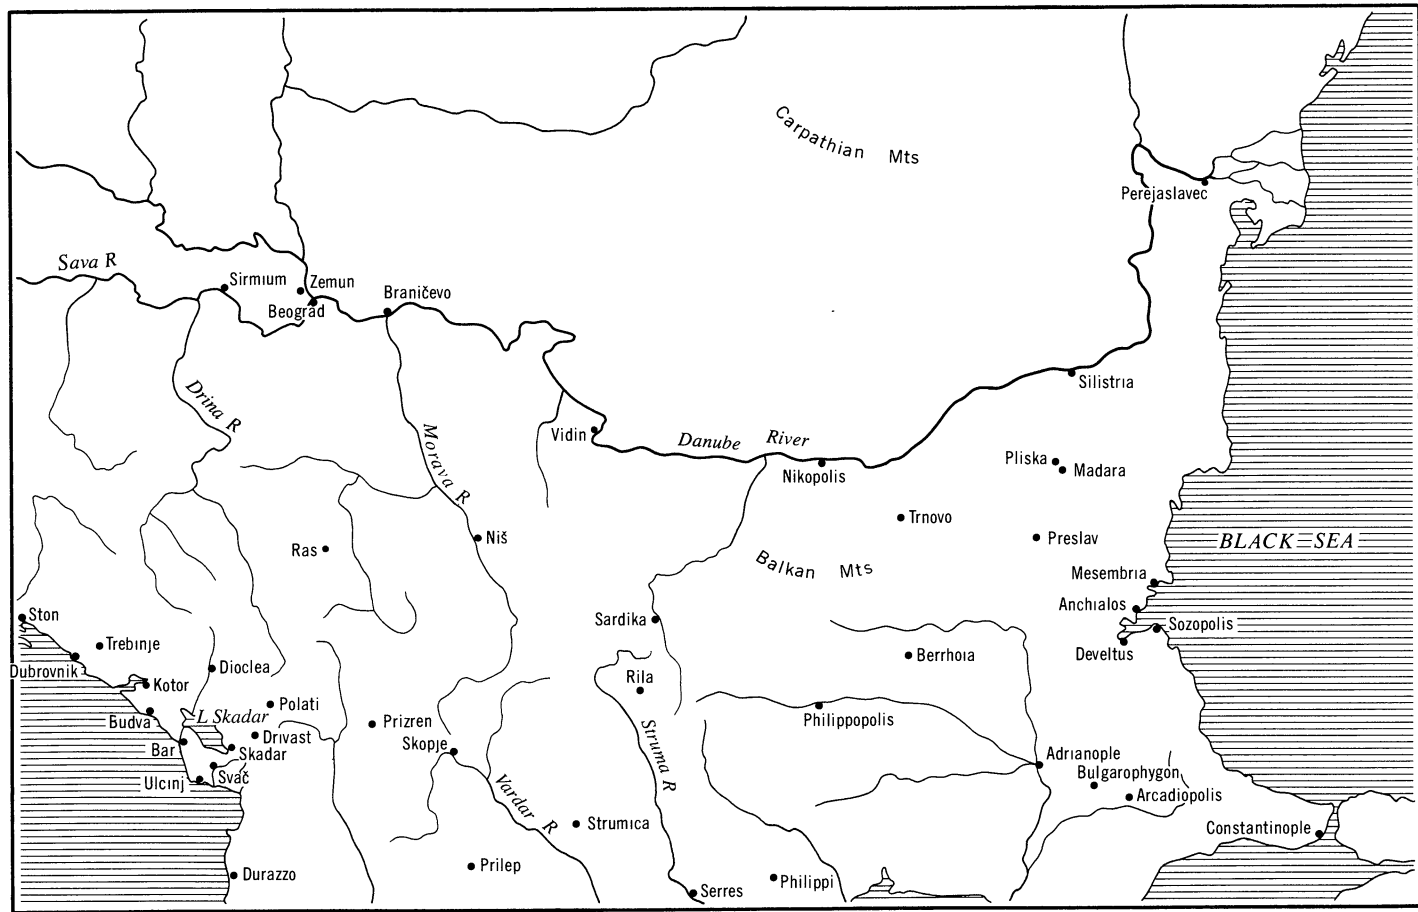 Carpathian Mts
Perejaslavec
Sava R
Sirmium
Zemun
Beograd
Braničevo
Silistria
Drina R
Morava R
Vidin
Danube River
Nikopolis
Pliska
Madara
Trnovo
Preslav
BLACK SEA
Ras
Niš
Balkan Mts
Mesembria
Anchialos
Sozopolis
Develtus
Ston
Trebinje
Dubrovnik
Dioclea
Kotor
Sardika
Berrhoia
Rila
Budva
L Skadar
Polati
Prizren
Philippopolis
Bar
Drivast
Skadar
Skopje
Struma R
Adrianople
Ulcinj
Svač
Vardar R
Bulgarophygon
Arcadiopolis
Strumica
Constantinople
Durazzo
Prilep
Serres
Philippi